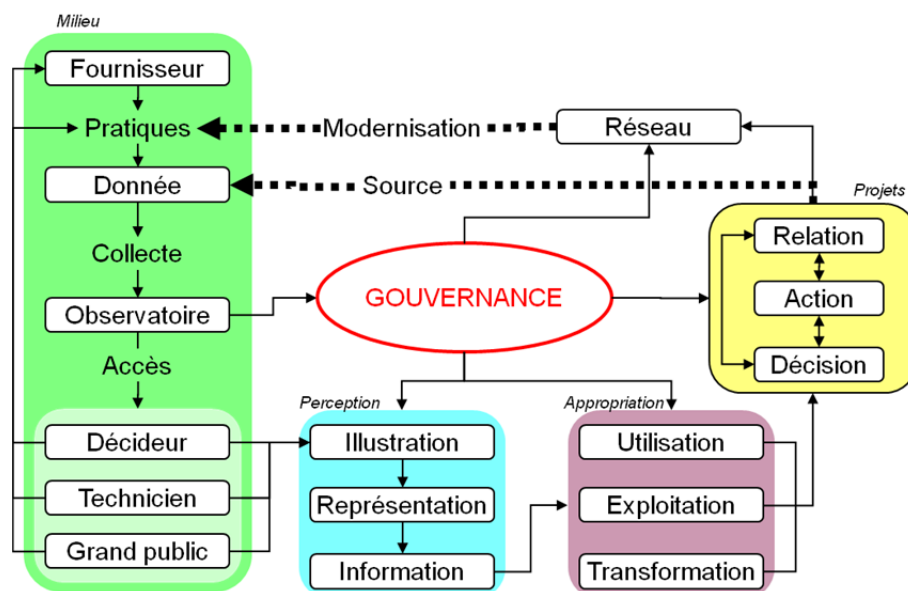 Milieu
Fournisseur
Pratiques
Modernisation
Réseau
Donnée
Source
Projets
Collecte
Relation
GOUVERNANCE
Action
Observatoire
Accès
Décision
Perception
Appropriation
Décideur
Illustration
Utilisation
Technicien
Représentation
Exploitation
Grand public
Information
Transformation